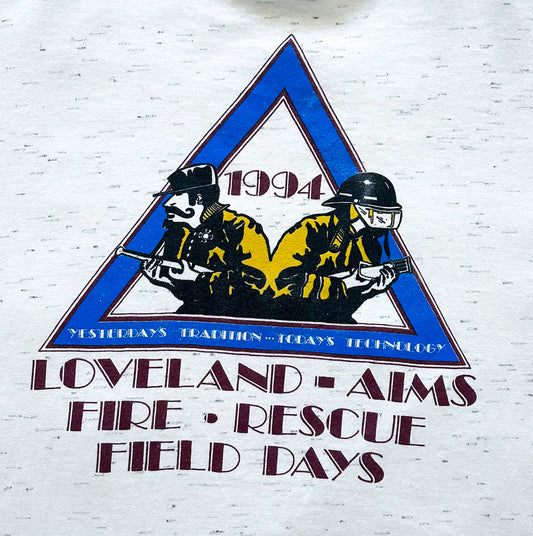 1994
YESTERDAYS TRADITION ... TODAYS TECHNOLOGY
LOVELAND - AIMS
FIRE • RESCUE
FIELD DAYS